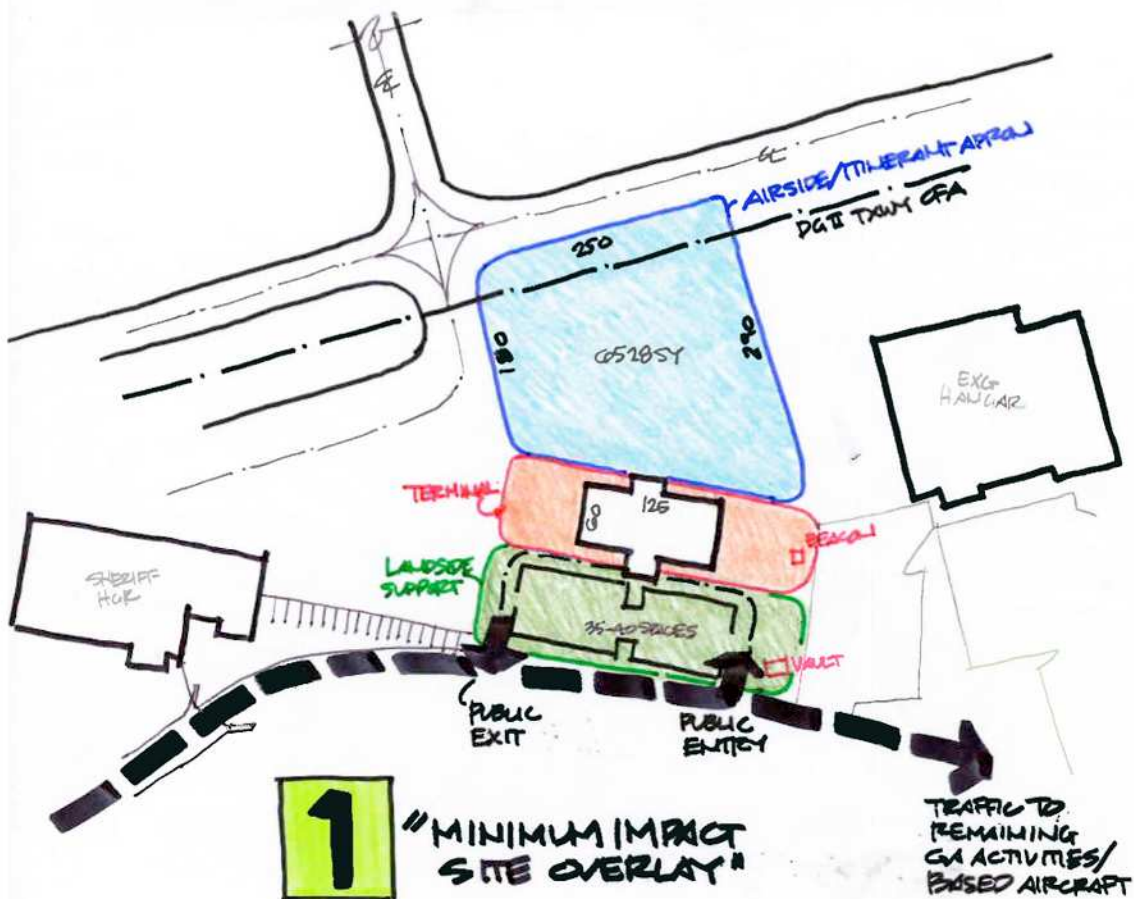 ℄
℄
AIRSIDE/ITINERANT APRON
DG II TXWY OFA
250
180
290
6528SY
EXG
HANGAR
TERMINAL
60
125
BEACON
SHERIFF
HGR
LANDSIDE
SUPPORT
35-40 SPACES
VAULT
PUBLIC
EXIT
PUBLIC
ENTRY
1
"MINIMUM IMPACT
SITE OVERLAY"
TRAFFIC TO
REMAINING
GA ACTIVITIES/
BASED AIRCRAFT